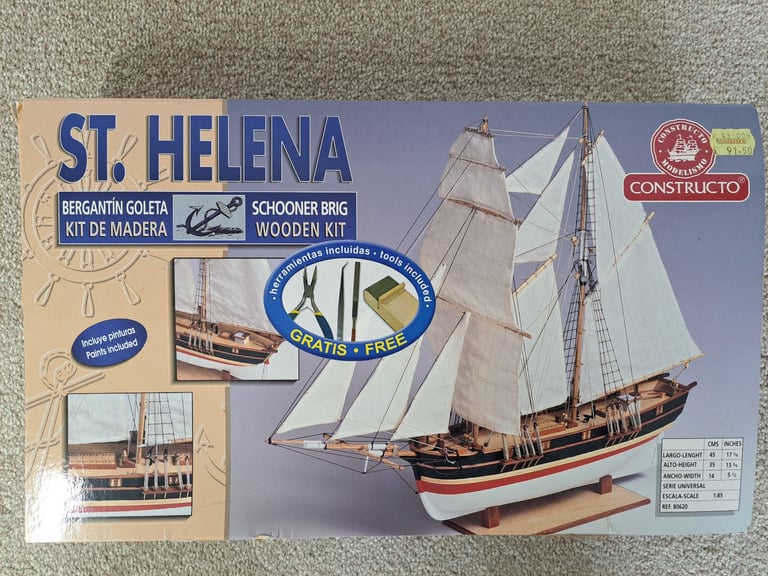 ST. HELENA
BERGANTÍN GOLETA
KIT DE MADERA
SCHOONER BRIG
WOODEN KIT
CONSTRUCTO
MODELISMO
CONSTRUCTO®
91-50
herramientas incluidas • tools included
GRATIS • FREE
Incluye pinturas
Paints included
CMS INCHES
LARGO-LENGHT 45 17 ¾
ALTO-HEIGHT 35 13 ¾
ANCHO-WIDTH 14 5 ½
SERIE UNIVERSAL
ESCALA-SCALE 1:85
REF. 80620